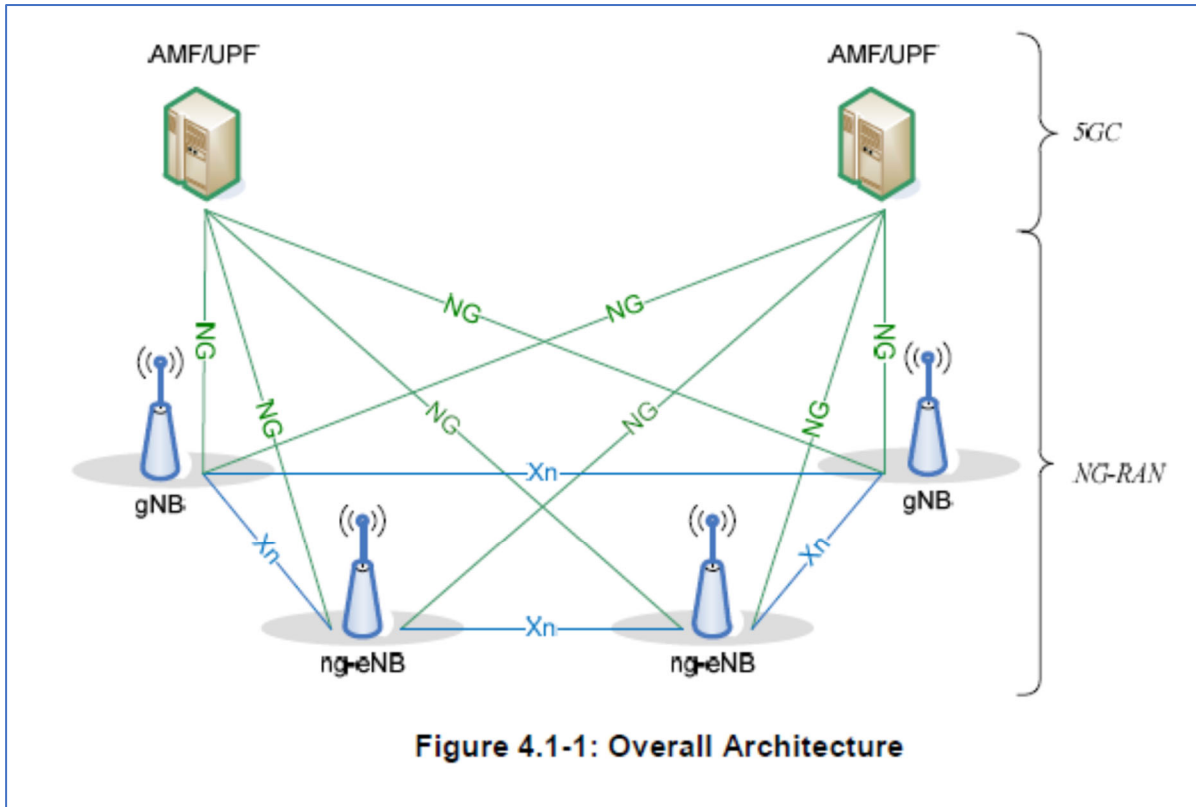 AMF/UPF
AMF/UPF
5GC
NG
NG
NG
NG
NG
NG
NG
NG
gNB
Xn
gNB
NG-RAN
Xn
Xn
ng-eNB
Xn
ng-eNB
Figure 4.1-1: Overall Architecture